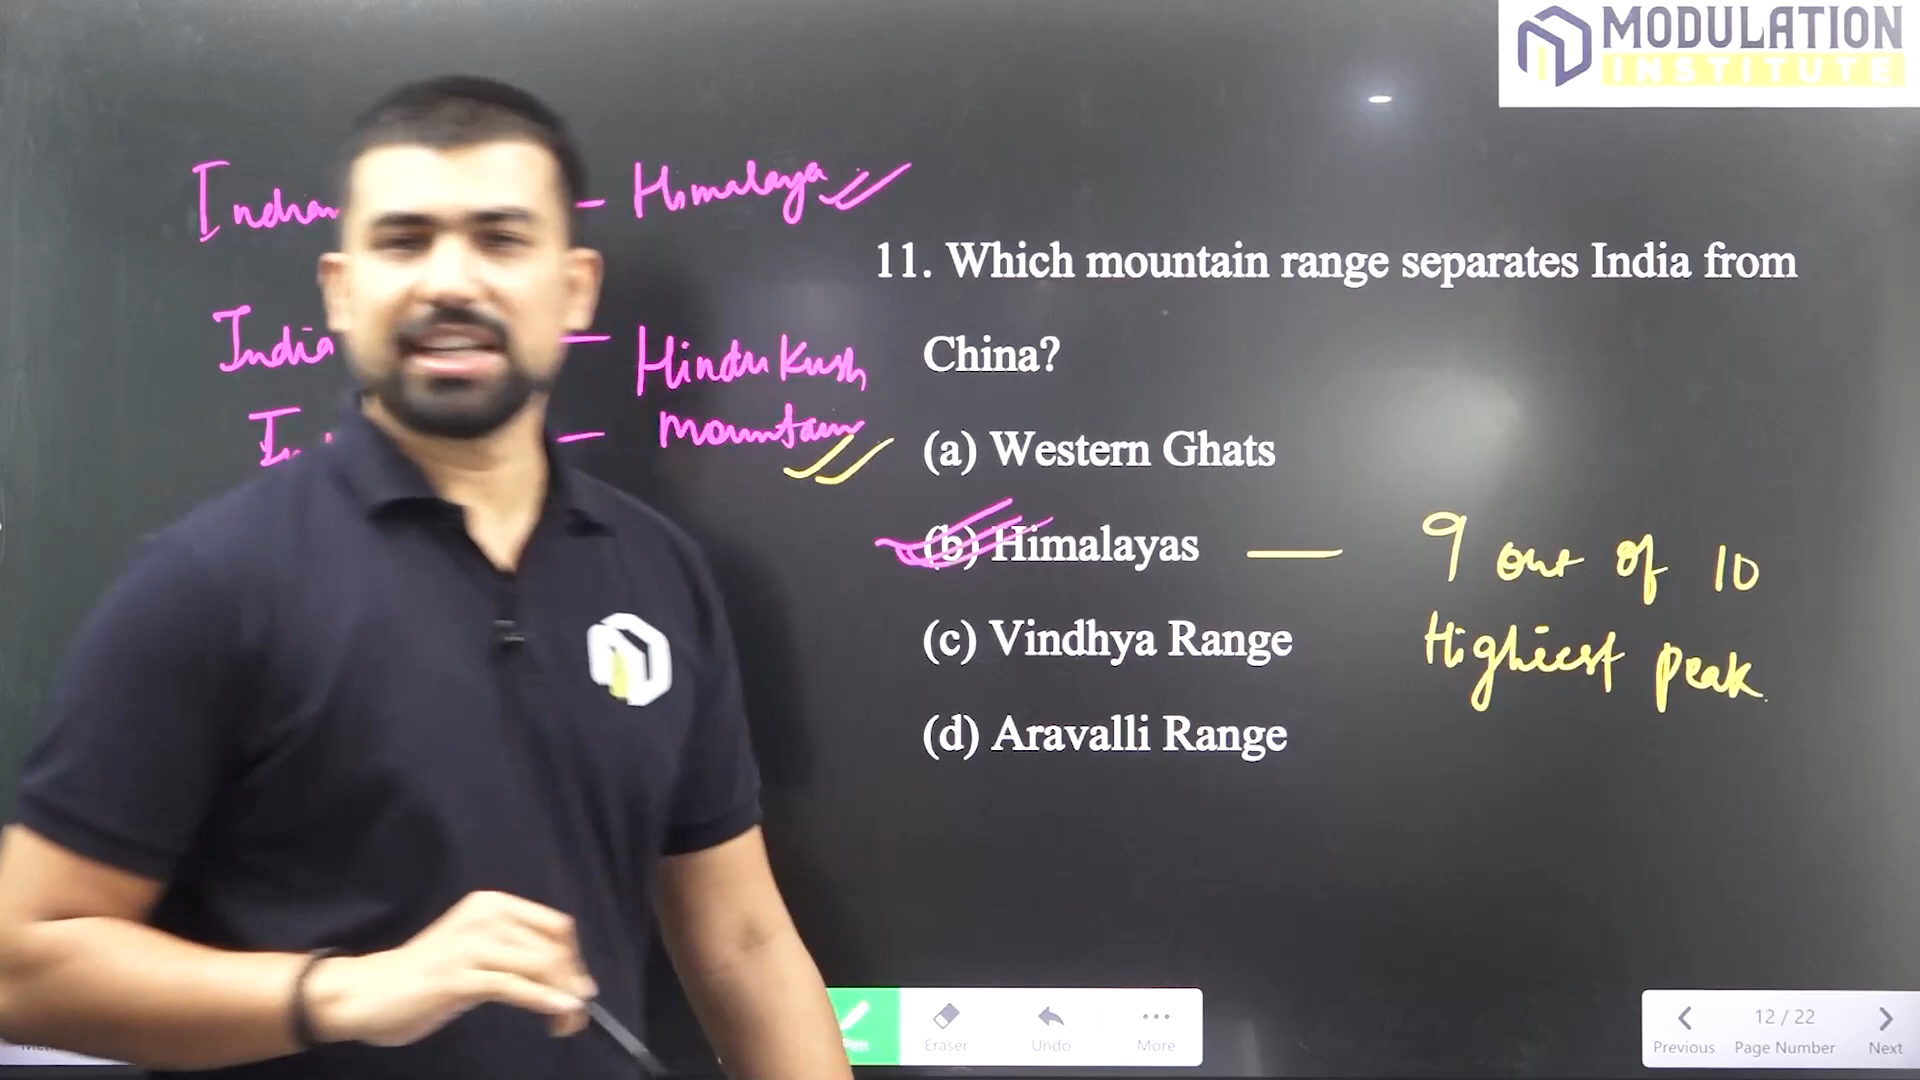 MODULATION
INSTITUTE
Himalaya
India
Hindu Kush
mountain
11. Which mountain range separates India from
China?
(a) Western Ghats
(b) Himalayas — 9 out of 10
Highest peak
(c) Vindhya Range
(d) Aravalli Range
Pen
Eraser
Undo
More
12 / 22
Previous
Page Number
Next